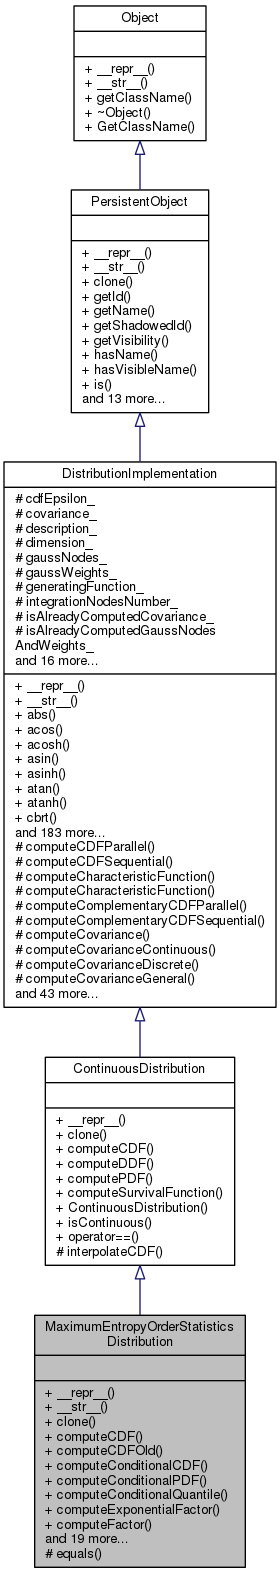 Object
+ __repr__()
+ __str__()
+ getClassName()
+ ~Object()
+ GetClassName()
PersistentObject
+ __repr__()
+ __str__()
+ clone()
+ getId()
+ getName()
+ getShadowedId()
+ getVisibility()
+ hasName()
+ hasVisibleName()
+ is()
and 13 more...
DistributionImplementation
# cdfEpsilon_
# covariance_
# description_
# dimension_
# gaussNodes_
# gaussWeights_
# generatingFunction_
# integrationNodesNumber_
# isAlreadyComputedCovariance_
# isAlreadyComputedGaussNodes
AndWeights_
and 16 more...
+ __repr__()
+ __str__()
+ abs()
+ acos()
+ acosh()
+ asin()
+ asinh()
+ atan()
+ atanh()
+ cbrt()
and 183 more...
# computeCDFParallel()
# computeCDFSequential()
# computeCharacteristicFunction()
# computeCharacteristicFunction()
# computeComplementaryCDFParallel()
# computeComplementaryCDFSequential()
# computeCovariance()
# computeCovarianceContinuous()
# computeCovarianceDiscrete()
# computeCovarianceGeneral()
and 43 more...
ContinuousDistribution
+ __repr__()
+ clone()
+ computeCDF()
+ computeDDF()
+ computePDF()
+ computeSurvivalFunction()
+ ContinuousDistribution()
+ isContinuous()
+ operator==()
# interpolateCDF()
MaximumEntropyOrderStatistics
Distribution
+ __repr__()
+ __str__()
+ clone()
+ computeCDF()
+ computeCDFOld()
+ computeConditionalCDF()
+ computeConditionalPDF()
+ computeConditionalQuantile()
+ computeExponentialFactor()
+ computeFactor()
and 19 more...
# equals()